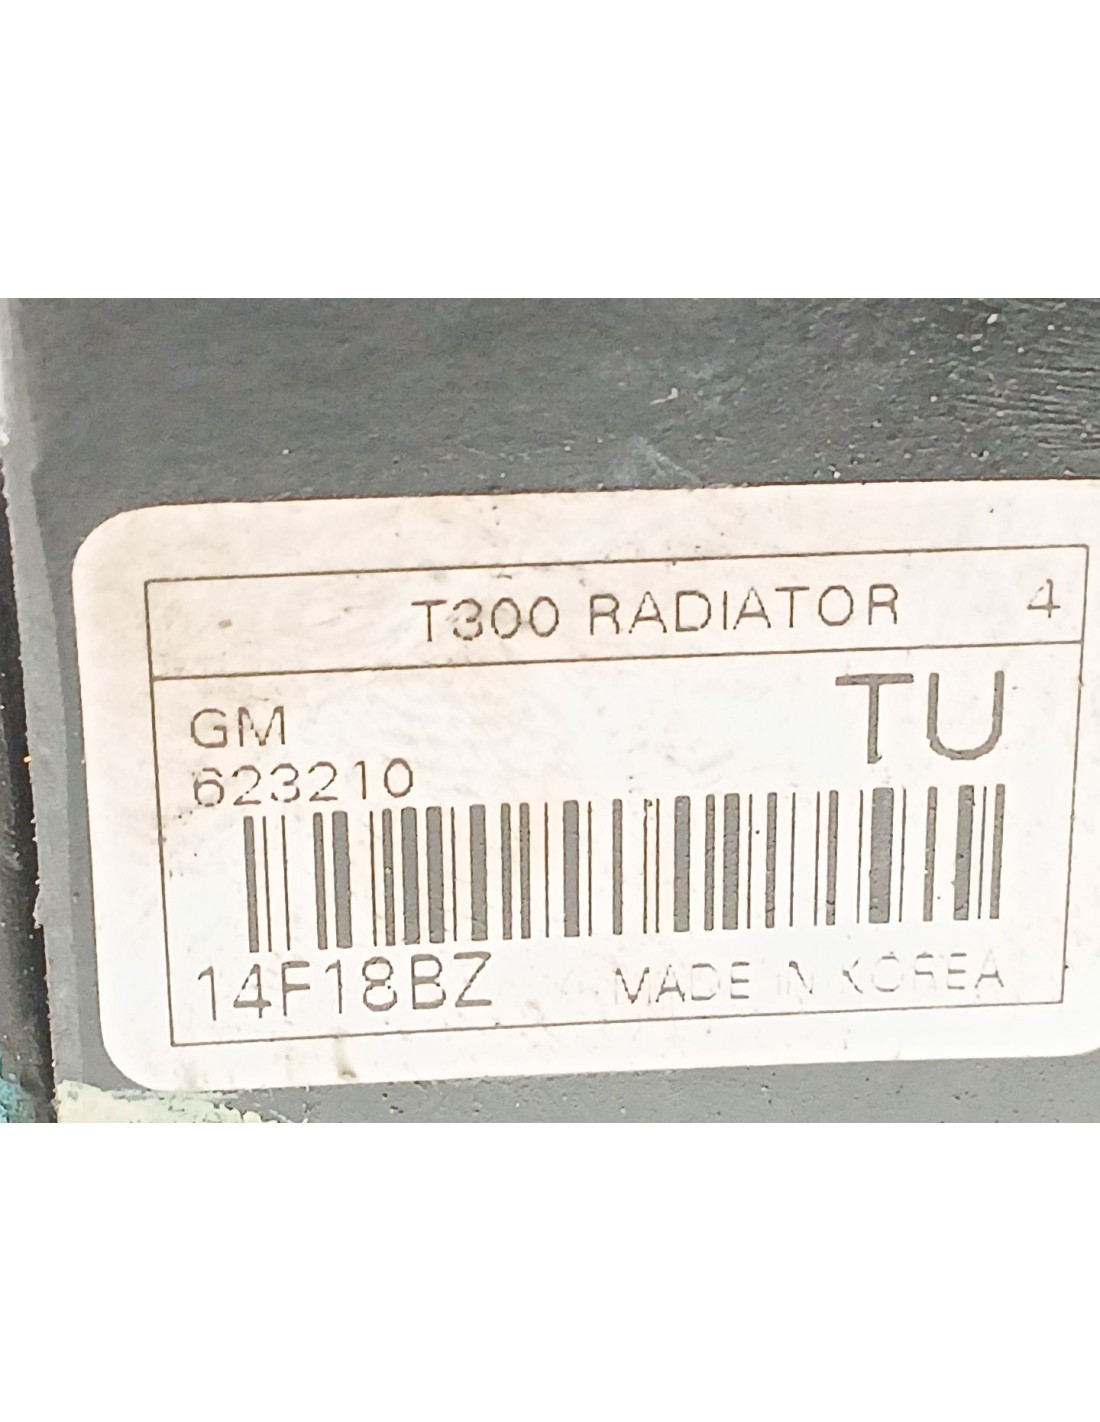 T300 RADIATOR 4
GM TU
623210
14F18BZ MADE IN KOREA